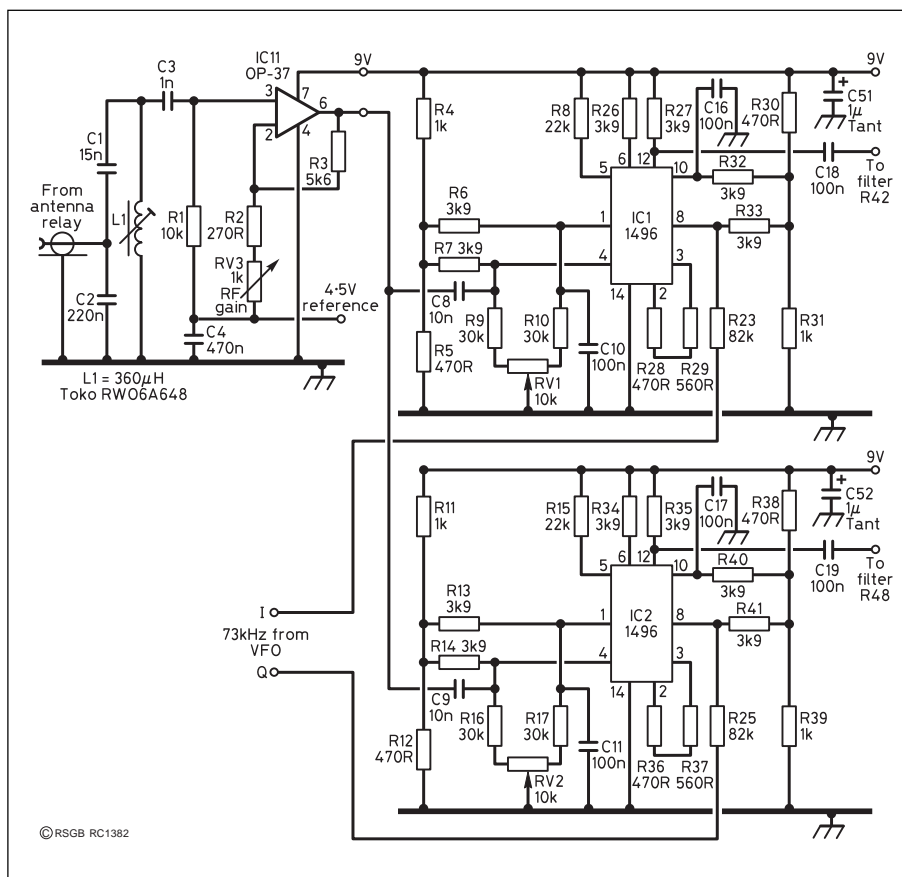 IC11
OP-37
9V
9V
C3
1n
3
7
6
2
4
R4
1k
R8
22k
R26
3k9
R27
3k9
C16
100n
R30
470R
+
C51
1µ
Tant
C1
15n
R3
5k6
5
6
12
10
R32
3k9
C18
100n
To
filter
R42
From
antenna
relay
L1
R1
10k
R2
270R
R6
3k9
1
IC1
1496
8
R33
3k9
R7 3k9
4
3
RV3
1k
RF
gain
4·5V
reference
14
2
C2
220n
C8
10n
R9
30k
R10
30k
R23
82k
R31
1k
C4
470n
R5
470R
C10
100n
R28
470R
R29
560R
RV1
10k
L1 = 360µH
Toko RWO6A648
9V
R11
1k
R15
22k
R34
3k9
R35
3k9
C17
100n
R38
470R
+
C52
1µ
Tant
5
6
12
10
R40
3k9
C19
100n
To
filter
R48
R13
3k9
1
IC2
1496
8
R41
3k9
I
73kHz from
VFO
Q
R14 3k9
4
3
14
2
C9
10n
R16
30k
R17
30k
R25
82k
R39
1k
R12
470R
C11
100n
R36
470R
R37
560R
RV2
10k
©RSGB RC1382